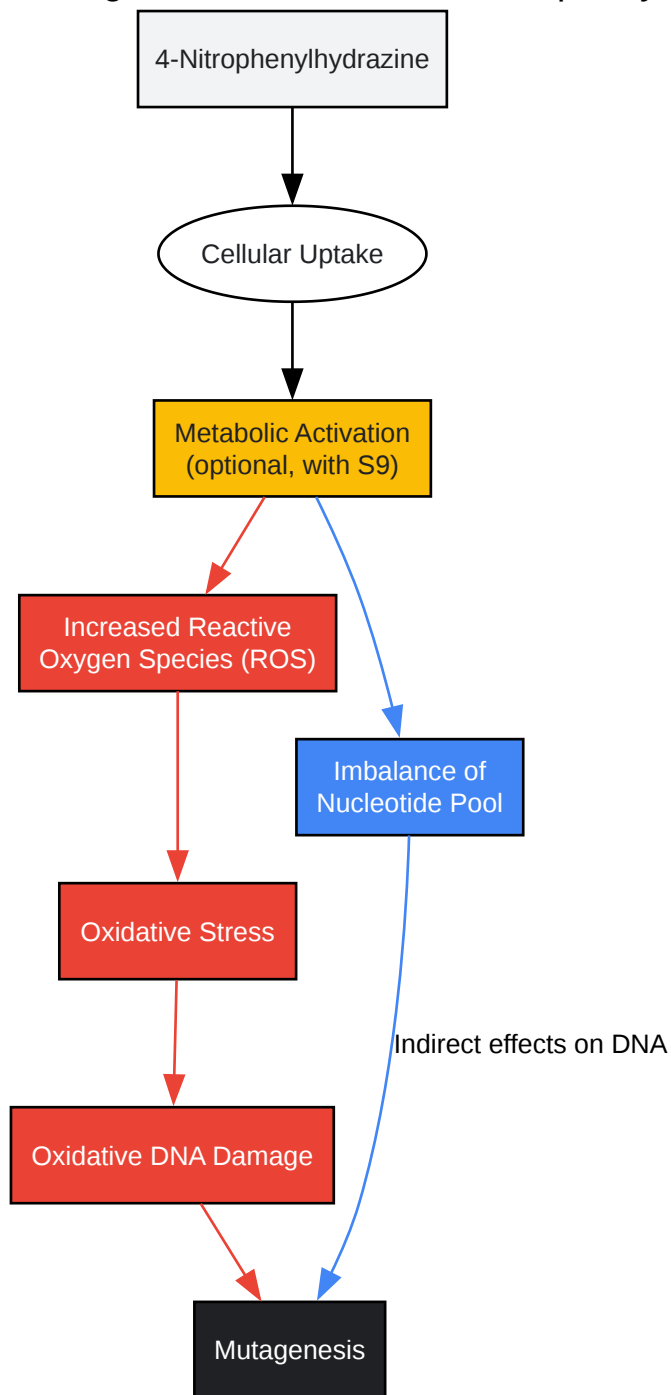 4-Nitrophenylhydrazine
Cellular Uptake
Metabolic Activation
(optional, with S9)
Increased Reactive
Oxygen Species (ROS)
Imbalance of
Nucleotide Pool
Oxidative Stress
Indirect effects on DNA
Oxidative DNA Damage
Mutagenesis